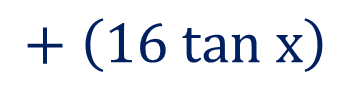 + (16 tan x)